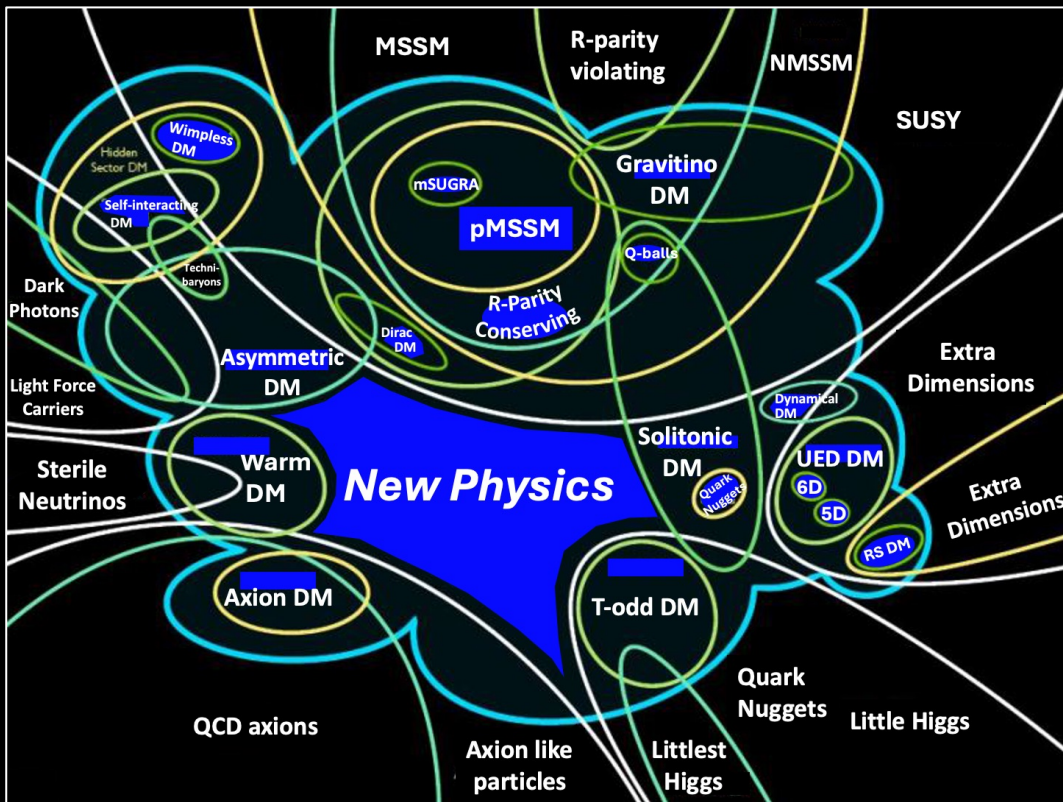 MSSM
R-parity
violating
NMSSM
SUSY
Wimpless
DM
Hidden
Sector DM
Self-interacting
DM
mSUGRA
pMSSM
Gravitino
DM
Q-balls
Techni-
baryons
Dark
Photons
R-Parity
Conserving
Dirac
DM
Asymmetric
DM
Light Force
Carriers
Extra
Dimensions
Dynamical
DM
Sterile
Neutrinos
Warm
DM
New Physics
Solitonic
DM
Quark
Nuggets
UED DM
6D
5D
RS DM
Extra
Dimensions
Axion DM
T-odd DM
QCD axions
Axion like
particles
Littlest
Higgs
Quark
Nuggets
Little Higgs